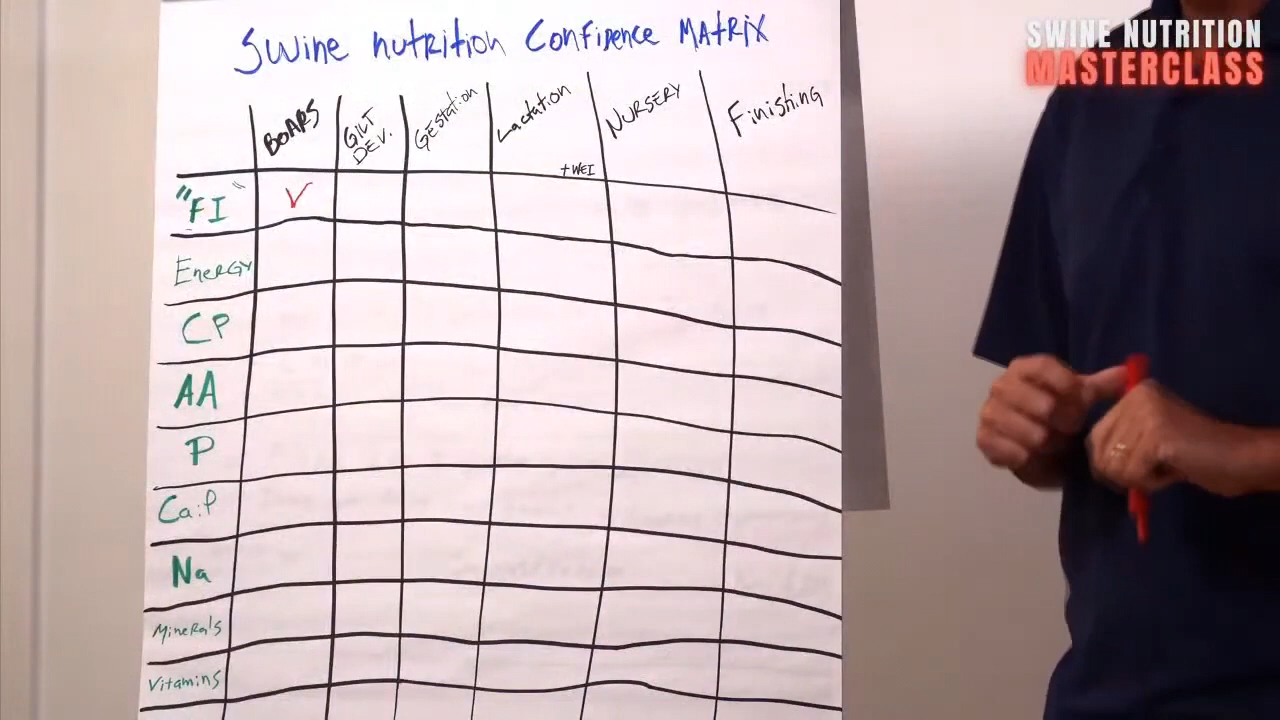 SWINE NUTRITION
MASTERCLASS
Swine nutrition Confidence Matrix
BOARS
GILT
DEV.
Gestation
Lactation
+WEI
NURSERY
Finishing
"FI" ✓
Energy
CP
AA
P
Ca:P
Na
Minerals
Vitamins